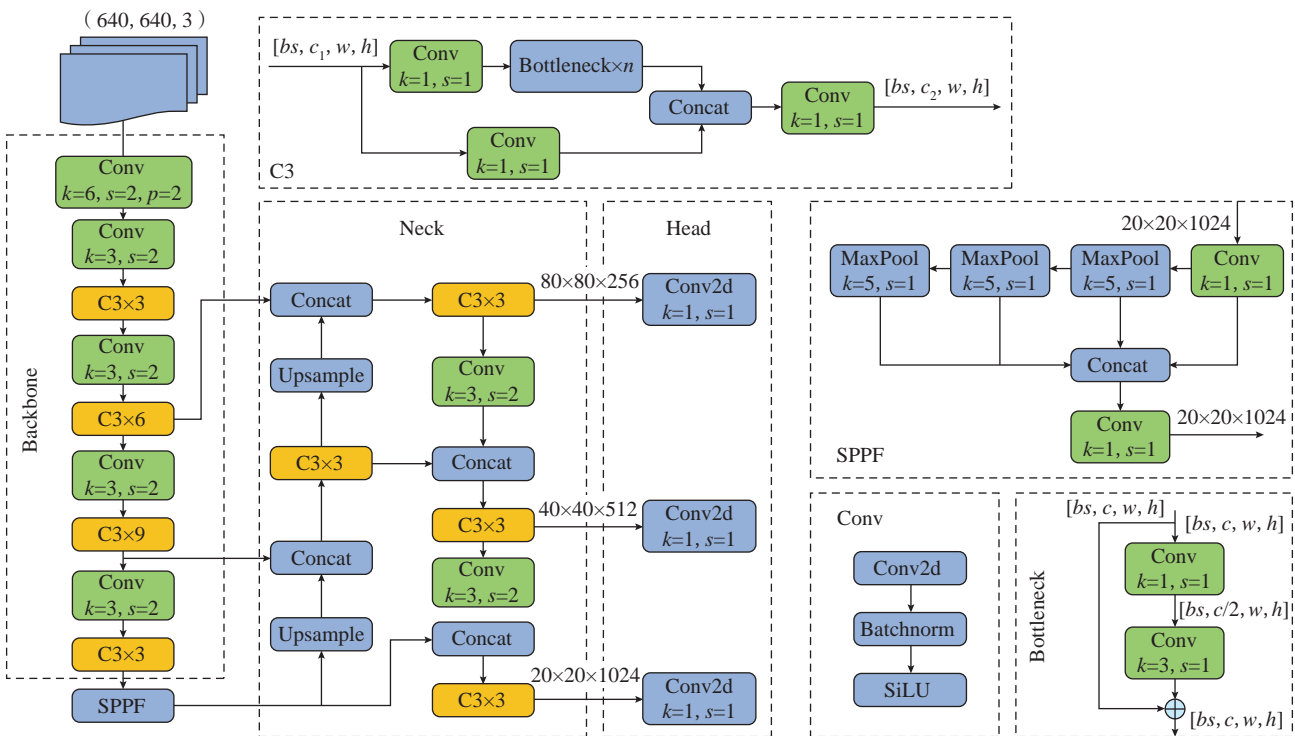 (640, 640, 3)
Backbone
Conv
k=6, s=2, p=2
Conv
k=3, s=2
C3×3
Conv
k=3, s=2
C3×6
Conv
k=3, s=2
C3×9
Conv
k=3, s=2
C3×3
SPPF
[bs, c₁, w, h]
Conv
k=1, s=1
Bottleneck×n
Concat
Conv
k=1, s=1
[bs, c₂, w, h]
Conv
k=1, s=1
C3
Neck
Concat
C3×3
80×80×256
Upsample
Conv
k=3, s=2
C3×3
Concat
C3×3
40×40×512
Concat
Conv
k=3, s=2
Upsample
Concat
C3×3
20×20×1024
Head
Conv2d
k=1, s=1
Conv2d
k=1, s=1
Conv2d
k=1, s=1
20×20×1024
MaxPool
k=5, s=1
MaxPool
k=5, s=1
MaxPool
k=5, s=1
Conv
k=1, s=1
Concat
Conv
k=1, s=1
20×20×1024
SPPF
Conv
Conv2d
Batchnorm
SiLU
Bottleneck
[bs, c, w, h]
[bs, c, w, h]
Conv
k=1, s=1
[bs, c/2, w, h]
Conv
k=3, s=1
[bs, c, w, h]